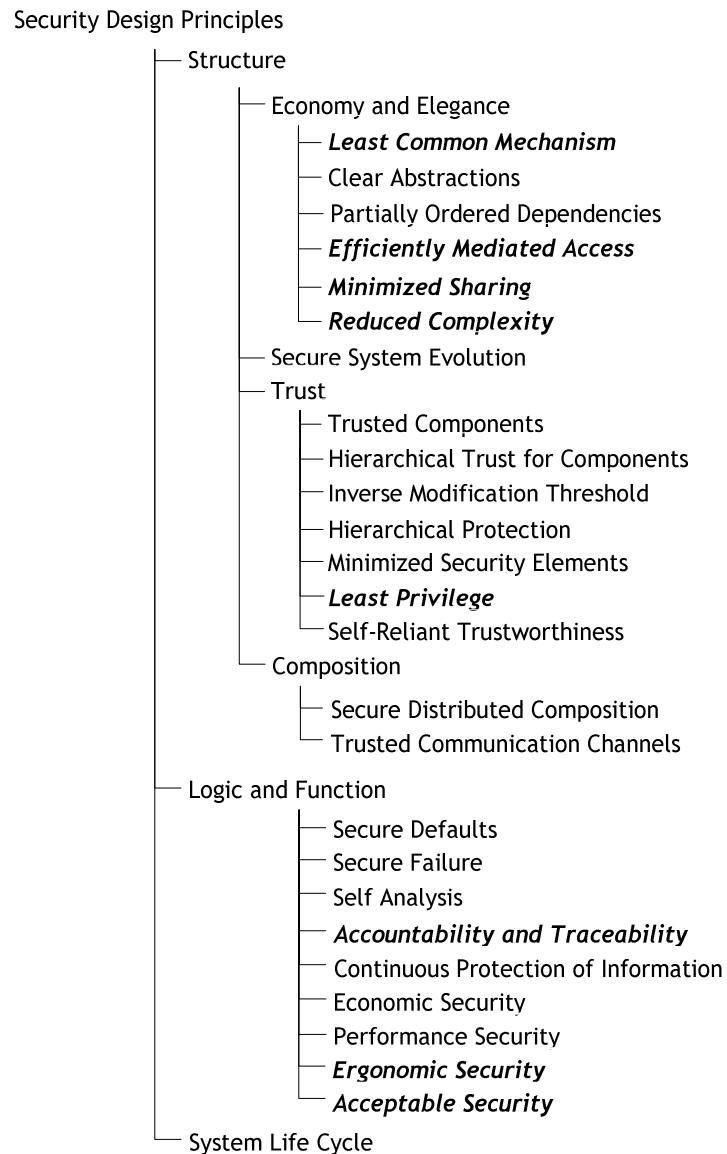 Security Design Principles
Structure
Economy and Elegance
Least Common Mechanism
Clear Abstractions
Partially Ordered Dependencies
Efficiently Mediated Access
Minimized Sharing
Reduced Complexity
Secure System Evolution
Trust
Trusted Components
Hierarchical Trust for Components
Inverse Modification Threshold
Hierarchical Protection
Minimized Security Elements
Least Privilege
Self-Reliant Trustworthiness
Composition
Secure Distributed Composition
Trusted Communication Channels
Logic and Function
Secure Defaults
Secure Failure
Self Analysis
Accountability and Traceability
Continuous Protection of Information
Economic Security
Performance Security
Ergonomic Security
Acceptable Security
System Life Cycle